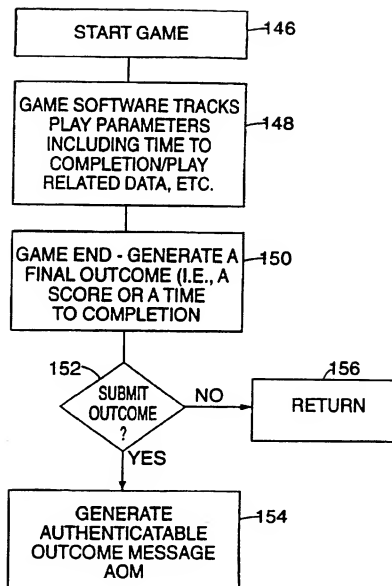 START GAME
146
GAME SOFTWARE TRACKS
PLAY PARAMETERS
INCLUDING TIME TO
COMPLETION/PLAY
RELATED DATA, ETC.
148
GAME END - GENERATE A
FINAL OUTCOME (I.E., A
SCORE OR A TIME
TO COMPLETION
150
152
SUBMIT
OUTCOME
?
NO
156
RETURN
YES
GENERATE
AUTHENTICATABLE
OUTCOME MESSAGE
AOM
154